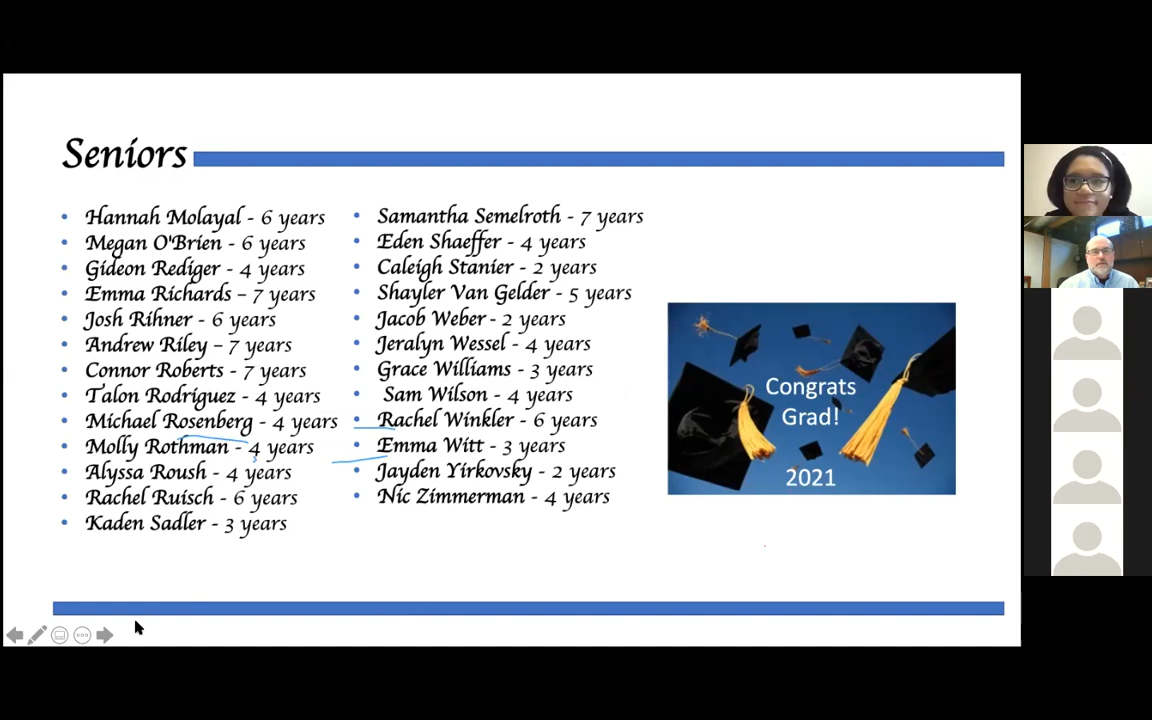 Seniors
Hannah Molayal - 6 years
Megan O'Brien - 6 years
Gideon Rediger - 4 years
Emma Richards – 7 years
Josh Rihner - 6 years
Andrew Riley – 7 years
Connor Roberts - 7 years
Talon Rodriguez - 4 years
Michael Rosenberg - 4 years
Molly Rothman - 4 years
Alyssa Roush - 4 years
Rachel Ruisch - 6 years
Kaden Sadler - 3 years
Samantha Semelroth - 7 years
Eden Shaeffer - 4 years
Caleigh Stanier - 2 years
Shayler Van Gelder - 5 years
Jacob Weber - 2 years
Jeralyn Wessel - 4 years
Grace Williams - 3 years
Sam Wilson - 4 years
Rachel Winkler - 6 years
Emma Witt - 3 years
Jayden Yirkovsky - 2 years
Nic Zimmerman - 4 years
Congrats
Grad!
2021